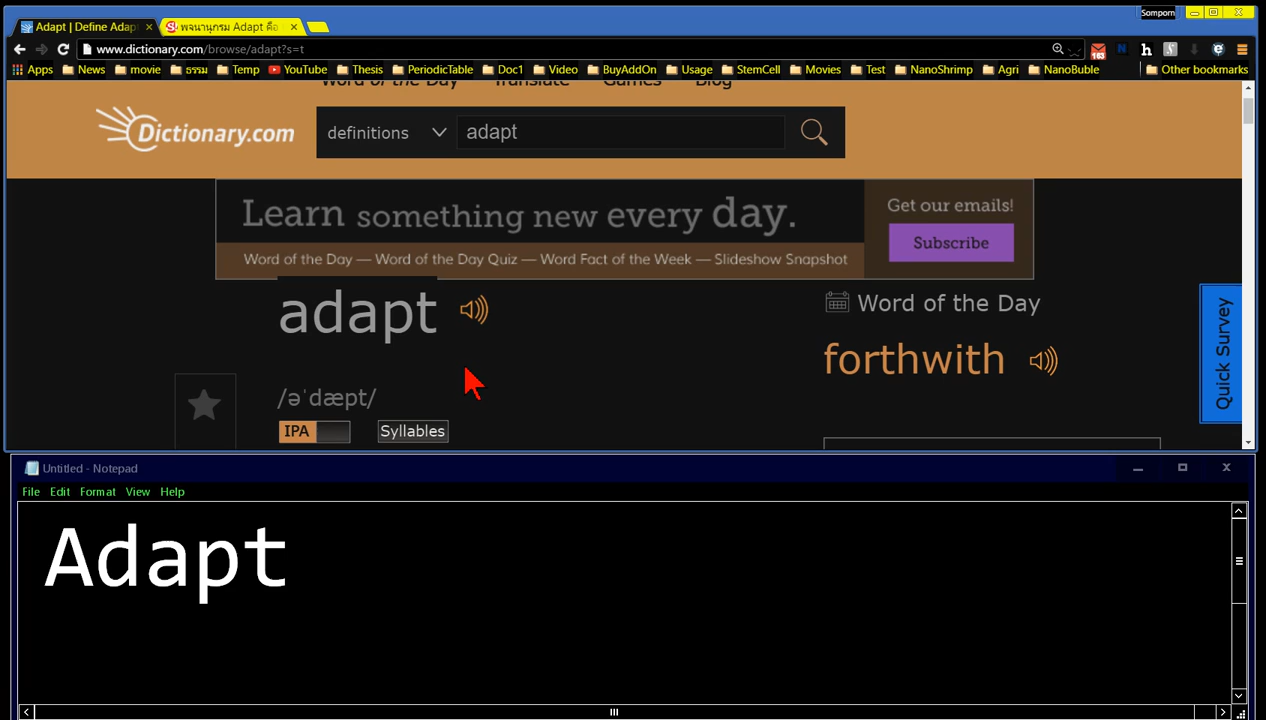 Somporn
Adapt | Define Adap
พจนานุกรม Adapt คือ
www.dictionary.com/browse/adapt?s=t
163
Apps News movie ธรรม Temp YouTube Thesis PeriodicTable Doc1 Video BuyAddOn Usage StemCell Movies Test NanoShrimp Agri NanoBuble Other bookmarks
Word of the Day Translate Games Blog
Dictionary.com definitions adapt
Learn something new every day.
Get our emails!
Subscribe
Word of the Day — Word of the Day Quiz — Word Fact of the Week — Slideshow Snapshot
adapt
Word of the Day
forthwith
Quick Survey
/əˈdæpt/
IPA Syllables
Untitled - Notepad
File Edit Format View Help
Adapt